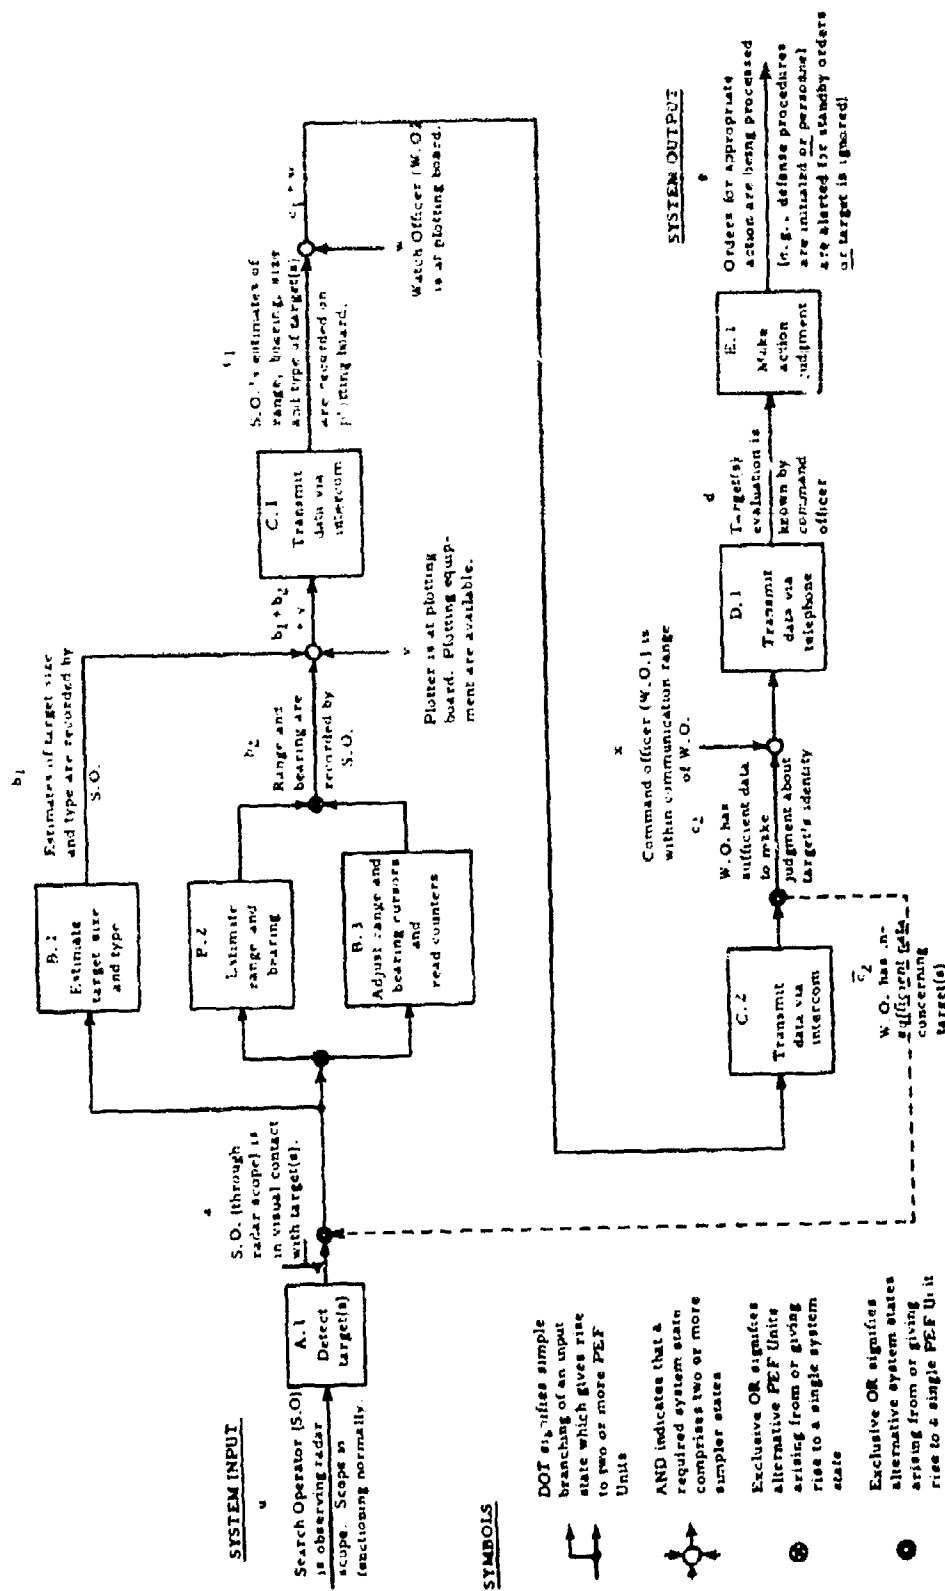 SYSTEM INPUT
u
Search Operator (S.O)
is observing radar
scope. Scope is
functioning normally.
A.1
Detect
target(s)
a
S.O. (through
radar scope) is
in visual contact
with target(s).
B.1
Estimate
target size
and type
b1
Estimates of target size
and type are recorded by
S.O.
Estimate
range and
bearing
B.3
Adjust range and
bearing cursors
and
read counters
b2
Range and
bearing are
recorded by
S.O.
b1 + b2
+ v
v
Plotter is at plotting
board. Plotting equip-
ment are available.
C.1
Transmit
data via
intercom
S.O.'s estimates of
range, bearing, size
and type of target(s)
are recorded on
plotting board.
c1 + w
w
Watch Officer (W.O.)
is at plotting board.
C.2
Transmit
data via
intercom
c2
W.O. has in-
sufficient data
concerning
target(s)
c2
W.O. has
sufficient data
to make
judgment about
target's identity
x
Command officer (W.O.) is
within communication range
of W.O.
D.1
Transmit
data via
telephone
d
Target(s)
evaluation is
known by
command
officer
E.1
Make
action
judgment
SYSTEM OUTPUT
Orders for appropriate
action are being processed
(e.g., defense procedures
are initiated or personnel
are alerted for standby orders
or target is ignored)
SYMBOLS
DOT signifies simple
branching of an input
state which gives rise
to two or more PEF
Units
AND indicates that a
required system state
comprises two or more
simpler states
Exclusive OR signifies
alternative PEF Units
arising from or giving
rise to a single system
state
Exclusive OR signifies
alternative system states
arising from or giving
rise to a single PEF Unit